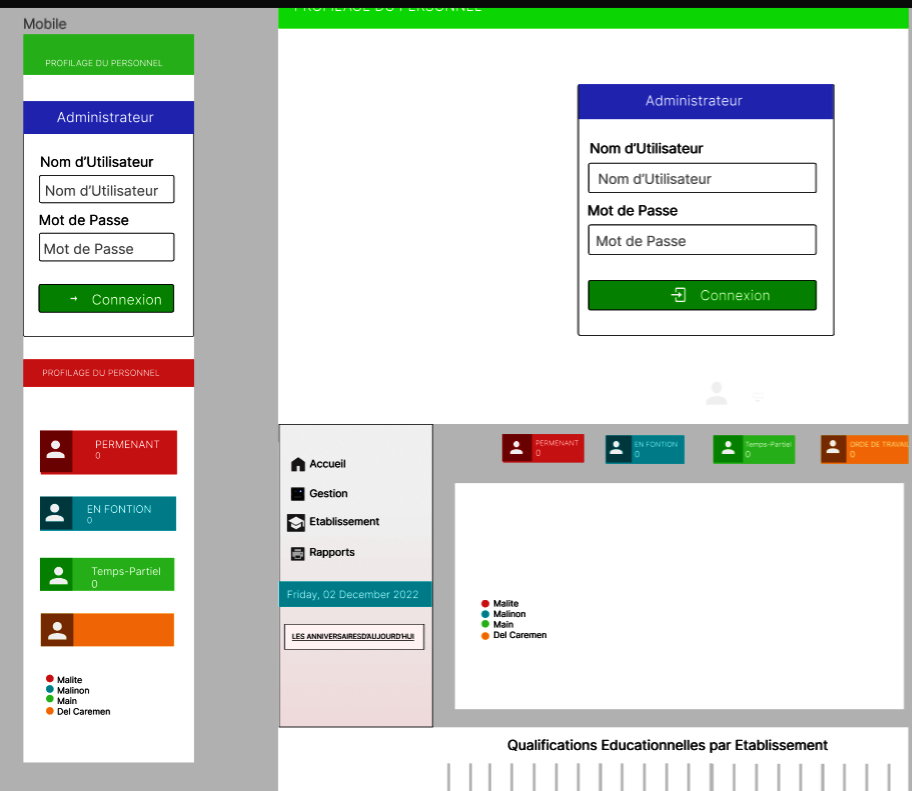 Mobile
PROFILAGE DU PERSONNEL
Administrateur
Nom d'Utilisateur
Nom d'Utilisateur
Mot de Passe
Mot de Passe
→ Connexion
PROFILAGE DU PERSONNEL
PERMENANT
0
EN FONTION
0
Temps-Partiel
0
Malite
Malinon
Main
Del Caremen
PROFILAGE DU PERSONNEL
Administrateur
Nom d'Utilisateur
Nom d'Utilisateur
Mot de Passe
Mot de Passe
Connexion
Accueil
Gestion
Etablissement
Rapports
Friday, 02 December 2022
LES ANNIVERSAIRESD'AUJOURD'HUI
PERMENANT
0
EN FONTION
0
Temps-Partiel
0
ORDE DE TRAVAIL
0
Malite
Malinon
Main
Del Caremen
Qualifications Educationnelles par Etablissement